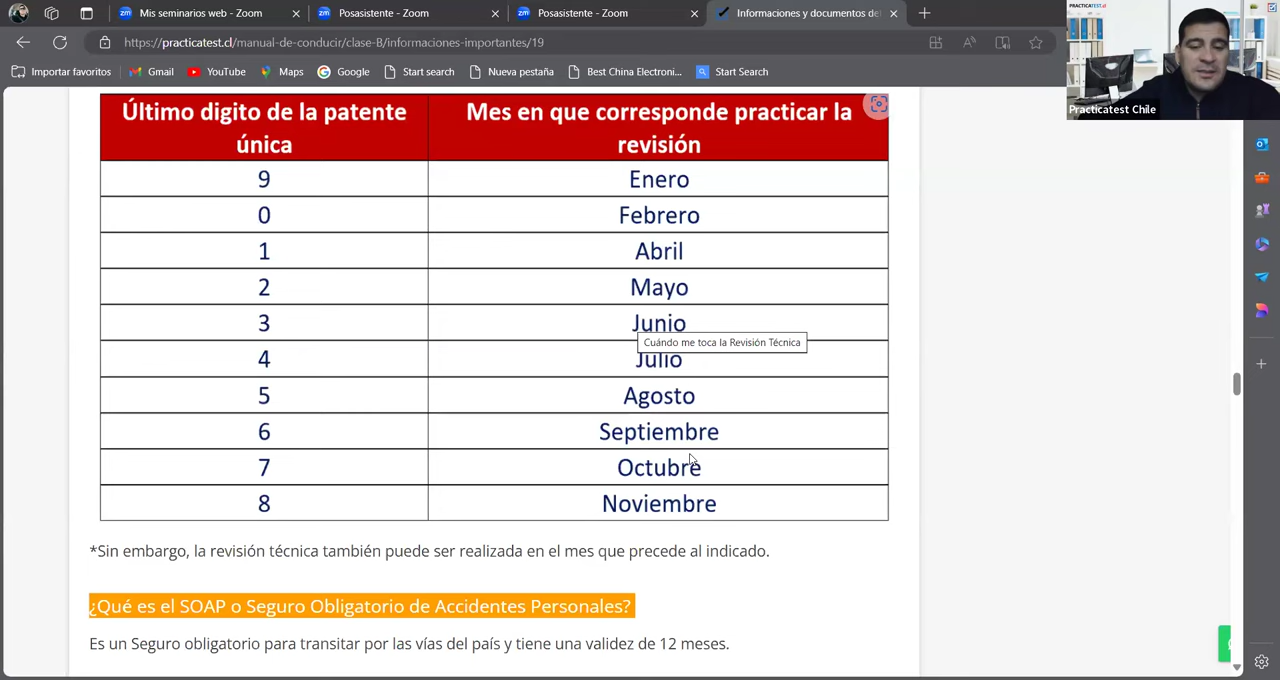 Mis seminarios web - Zoom
Posasistente - Zoom
Posasistente - Zoom
Informaciones y documentos de
PRACTICATEST.cl
https://practicatest.cl/manual-de-conducir/clase-B/informaciones-importantes/19
Importar favoritos
Gmail
YouTube
Maps
Google
Start search
Nueva pestaña
Best China Electroni...
Start Search
Practicatest Chile
Último digito de la patente única
Mes en que corresponde practicar la revisión
9 Enero
0 Febrero
1 Abril
2 Mayo
3 Junio
Cuándo me toca la Revisión Técnica
4 Julio
5 Agosto
6 Septiembre
7 Octubre
8 Noviembre
*Sin embargo, la revisión técnica también puede ser realizada en el mes que precede al indicado.
¿Qué es el SOAP o Seguro Obligatorio de Accidentes Personales?
Es un Seguro obligatorio para transitar por las vías del país y tiene una validez de 12 meses.